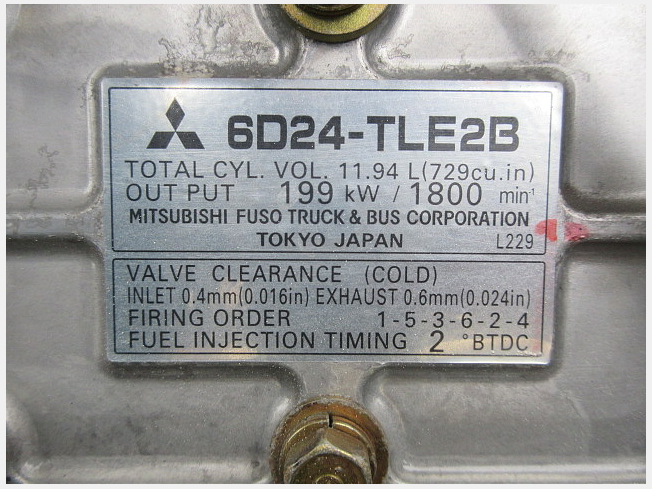 6D24-TLE2B
TOTAL CYL. VOL. 11.94 L(729cu.in)
OUT PUT 199 kW / 1800 min⁻¹
MITSUBISHI FUSO TRUCK & BUS CORPORATION
TOKYO JAPAN L229
VALVE CLEARANCE (COLD)
INLET 0.4mm(0.016in) EXHAUST 0.6mm(0.024in)
FIRING ORDER 1-5-3-6-2-4
FUEL INJECTION TIMING 2 °BTDC